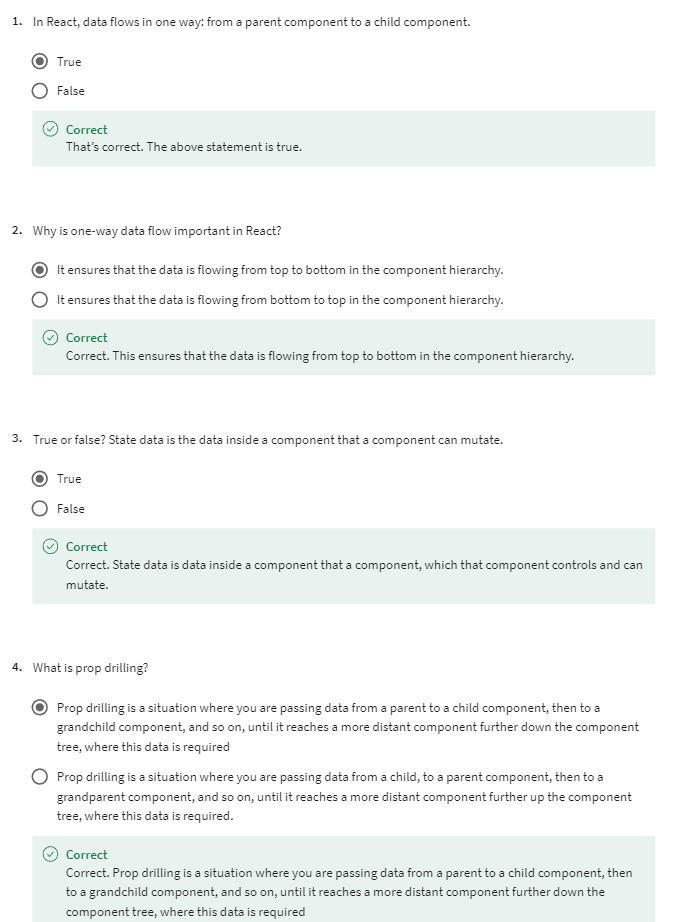 1. In React, data flows in one way: from a parent component to a child component.
True
False
Correct
That's correct. The above statement is true.
2. Why is one-way data flow important in React?
It ensures that the data is flowing from top to bottom in the component hierarchy.
It ensures that the data is flowing from bottom to top in the component hierarchy.
Correct
Correct. This ensures that the data is flowing from top to bottom in the component hierarchy.
3. True or false? State data is the data inside a component that a component can mutate.
True
False
Correct
Correct. State data is data inside a component that a component, which that component controls and can
mutate.
4. What is prop drilling?
Prop drilling is a situation where you are passing data from a parent to a child component, then to a
grandchild component, and so on, until it reaches a more distant component further down the component
tree, where this data is required
Prop drilling is a situation where you are passing data from a child, to a parent component, then to a
grandparent component, and so on, until it reaches a more distant component further up the component
tree, where this data is required.
Correct
Correct. Prop drilling is a situation where you are passing data from a parent to a child component, then
to a grandchild component, and so on, until it reaches a more distant component further down the
component tree, where this data is required